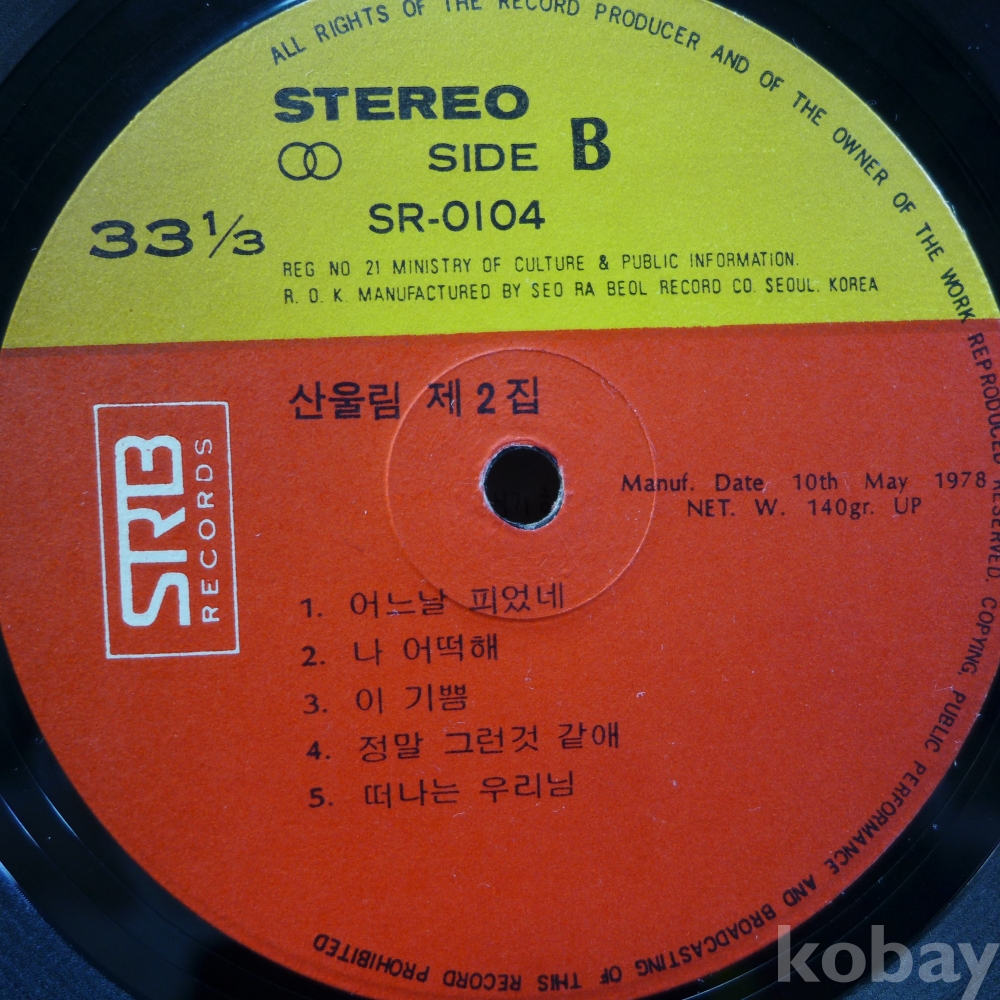 ALL RIGHTS OF THE RECORD PRODUCER AND OF THE OWNER OF THE WORK REPRODUCED RESERVED. COPYING, PUBLIC PERFORMANCE AND BROADCASTING OF THIS RECORD PROHIBITED
STEREO
SIDE B
33 1/3
SR-0104
REG NO 21 MINISTRY OF CULTURE & PUBLIC INFORMATION.
R. O. K. MANUFACTURED BY SEO RA BEOL RECORD CO. SEOUL. KOREA
산울림 제2집
SRB
RECORDS
Manuf. Date 10th May 1978
NET. W. 140gr. UP
1. 어느날 피었네
2. 나 어떡해
3. 이 기쁨
4. 정말 그런것 같애
5. 떠나는 우리님
kobay